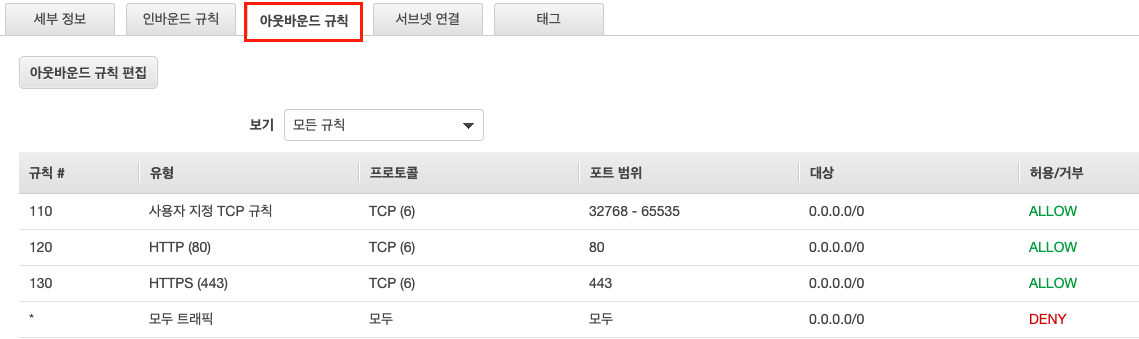 세부 정보 인바운드 규칙 아웃바운드 규칙 서브넷 연결 태그
아웃바운드 규칙 편집
보기 모든 규칙
규칙 # 유형 프로토콜 포트 범위 대상 허용/거부
110 사용자 지정 TCP 규칙 TCP (6) 32768 - 65535 0.0.0.0/0 ALLOW
120 HTTP (80) TCP (6) 80 0.0.0.0/0 ALLOW
130 HTTPS (443) TCP (6) 443 0.0.0.0/0 ALLOW
* 모두 트래픽 모두 모두 0.0.0.0/0 DENY